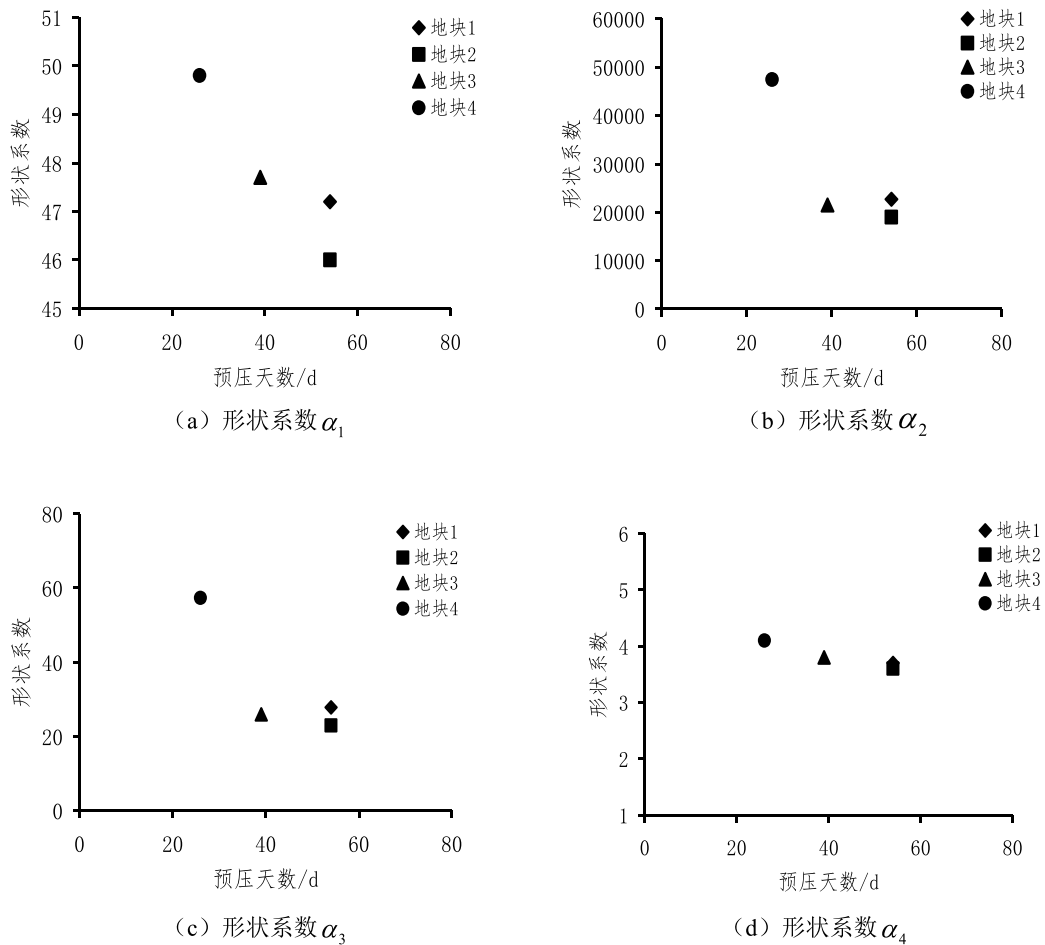 51
50
49
48
47
46
45
形状系数
0
20
40
60
80
预压天数/d
地块1
地块2
地块3
地块4
（a）形状系数α1
60000
50000
40000
30000
20000
10000
0
形状系数
0
20
40
60
80
预压天数/d
地块1
地块2
地块3
地块4
（b）形状系数α2
80
60
40
20
0
形状系数
0
20
40
60
80
预压天数/d
地块1
地块2
地块3
地块4
（c）形状系数α3
6
5
4
3
2
1
形状系数
0
20
40
60
80
预压天数/d
地块1
地块2
地块3
地块4
（d）形状系数α4